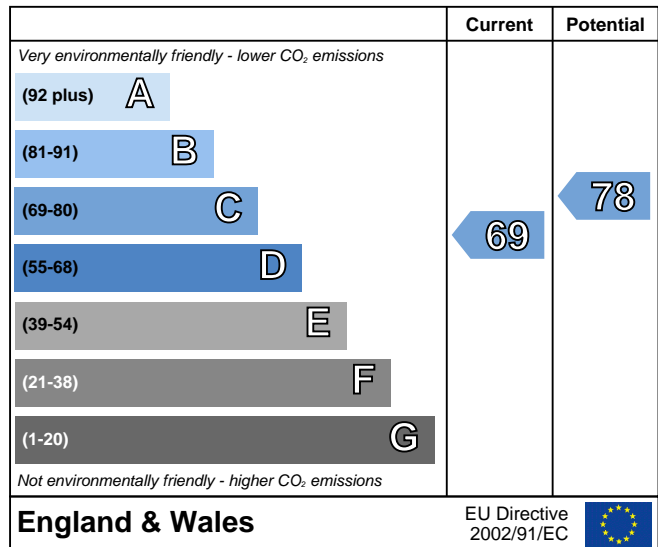 Current Potential
Very environmentally friendly - lower CO₂ emissions
(92 plus) A
(81-91) B
(69-80) C
(55-68) D
(39-54) E
(21-38) F
(1-20) G
69
78
Not environmentally friendly - higher CO₂ emissions
England & Wales
EU Directive
2002/91/EC